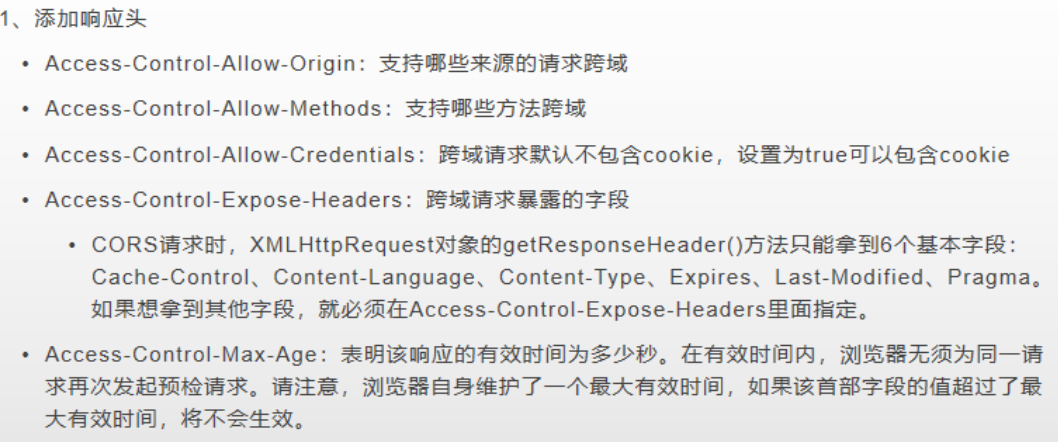 1、添加响应头
• Access-Control-Allow-Origin：支持哪些来源的请求跨域
• Access-Control-Allow-Methods：支持哪些方法跨域
• Access-Control-Allow-Credentials：跨域请求默认不包含cookie，设置为true可以包含cookie
• Access-Control-Expose-Headers：跨域请求暴露的字段
• CORS请求时，XMLHttpRequest对象的getResponseHeader()方法只能拿到6个基本字段：
Cache-Control、Content-Language、Content-Type、Expires、Last-Modified、Pragma。
如果想拿到其他字段，就必须在Access-Control-Expose-Headers里面指定。
• Access-Control-Max-Age：表明该响应的有效时间为多少秒。在有效时间内，浏览器无须为同一请
求再次发起预检请求。请注意，浏览器自身维护了一个最大有效时间，如果该首部字段的值超过了最
大有效时间，将不会生效。